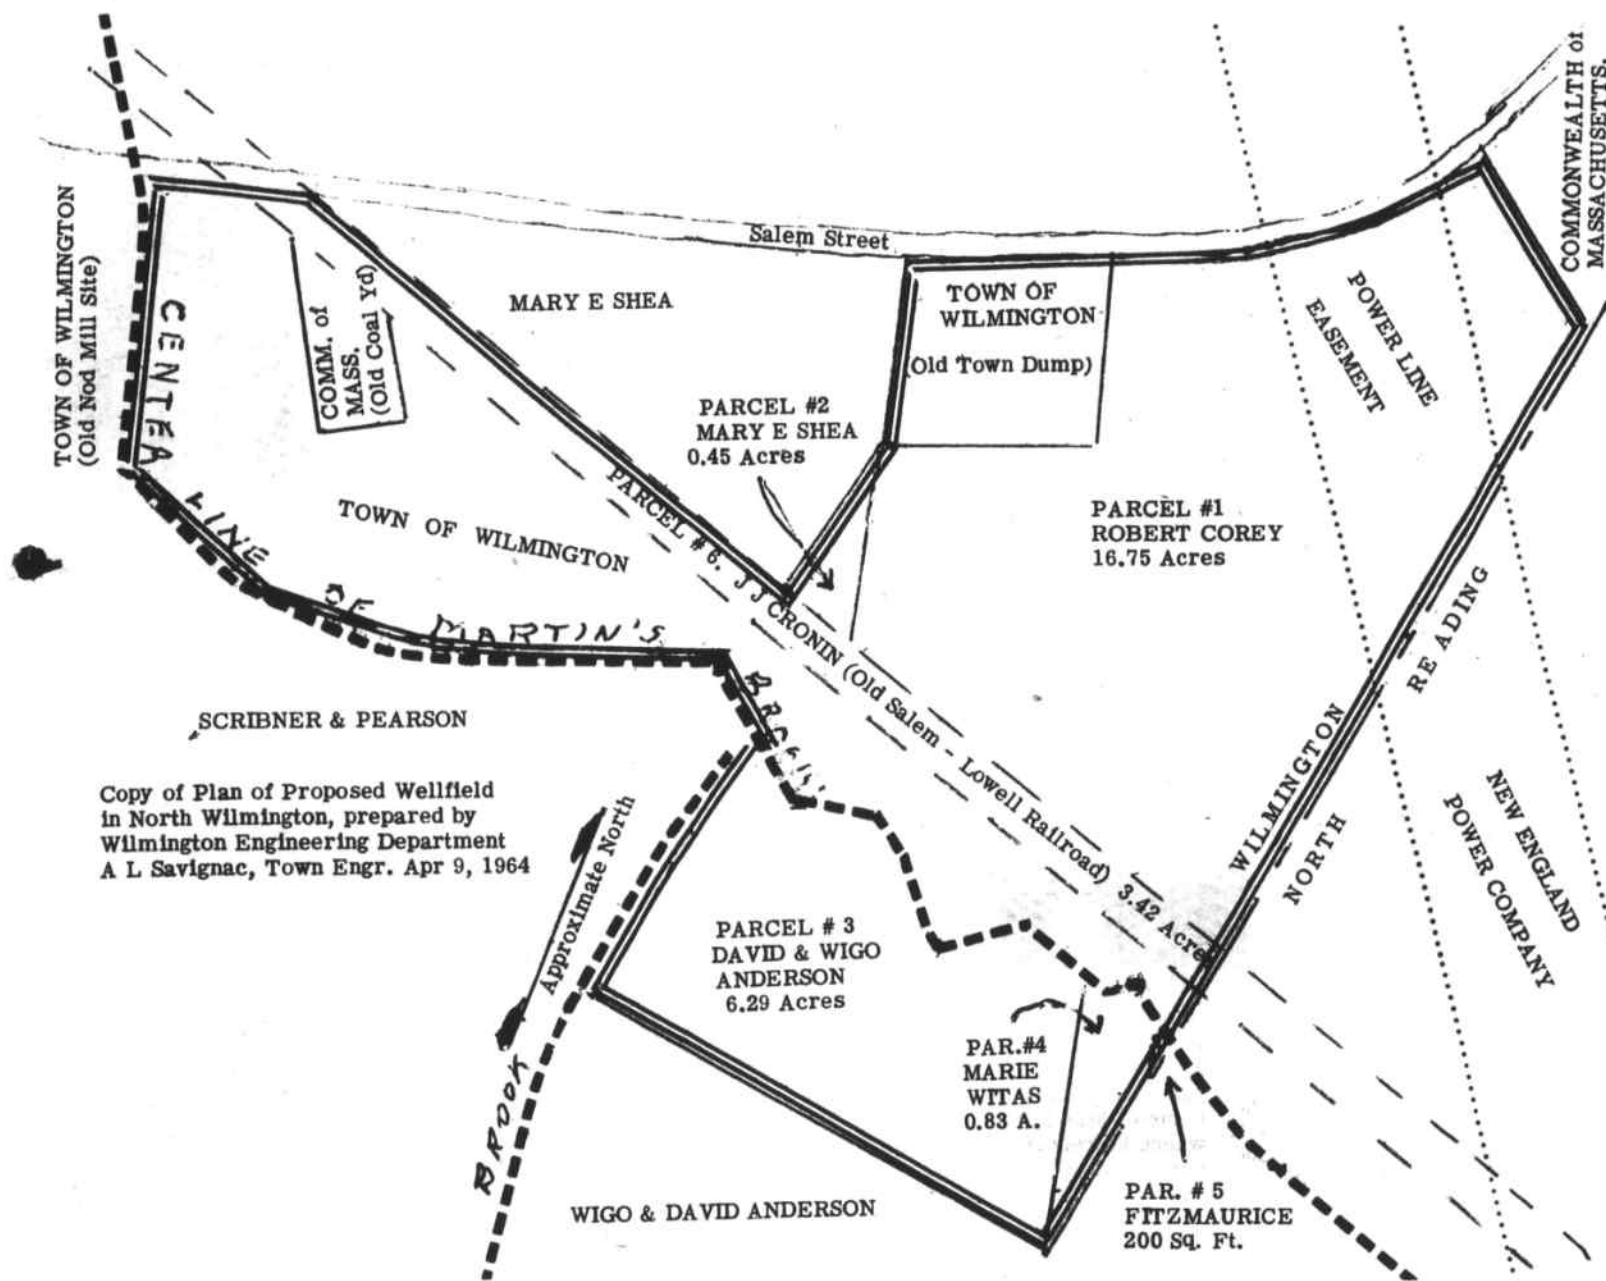 COMMONWEALTH of
MASSACHUSETTS.
TOWN OF WILMINGTON
(Old Nod Mill Site)
Salem Street
MARY E SHEA
COMM. of
MASS.
(Old Coal Yd)
TOWN OF
WILMINGTON
(Old Town Dump)
POWER LINE
EASEMENT
PARCEL #2
MARY E SHEA
0.45 Acres
PARCEL #1
ROBERT COREY
16.75 Acres
TOWN OF WILMINGTON
PARCEL #6. J J CRONIN (Old Salem - Lowell Railroad) 3.42 Acre
CENTEA LINE OF MARTIN'S BROOK
SCRIBNER & PEARSON
Copy of Plan of Proposed Wellfield
in North Wilmington, prepared by
Wilmington Engineering Department
A L Savignac, Town Engr. Apr 9, 1964
Approximate North
WILMINGTON
NORTH READING
NEW ENGLAND
POWER COMPANY
PARCEL # 3
DAVID & WIGO
ANDERSON
6.29 Acres
PAR.#4
MARIE
WITAS
0.83 A.
PAR. # 5
FITZMAURICE
200 Sq. Ft.
BROOK
WIGO & DAVID ANDERSON